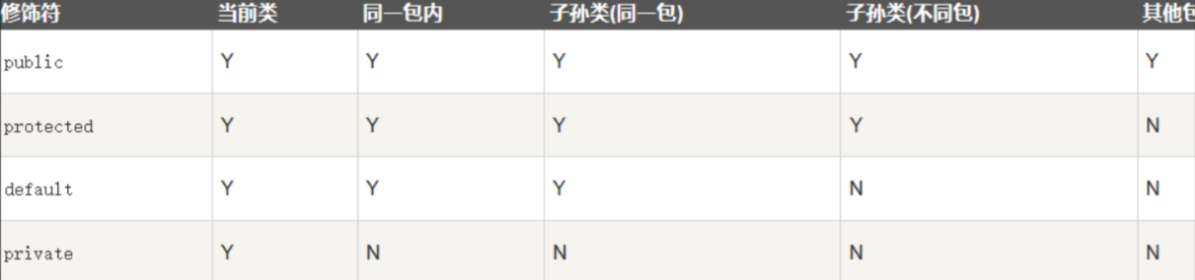 修饰符 当前类 同一包内 子孙类(同一包) 子孙类(不同包) 其他包
public Y Y Y Y Y
protected Y Y Y Y N
default Y Y Y N N
private Y N N N N